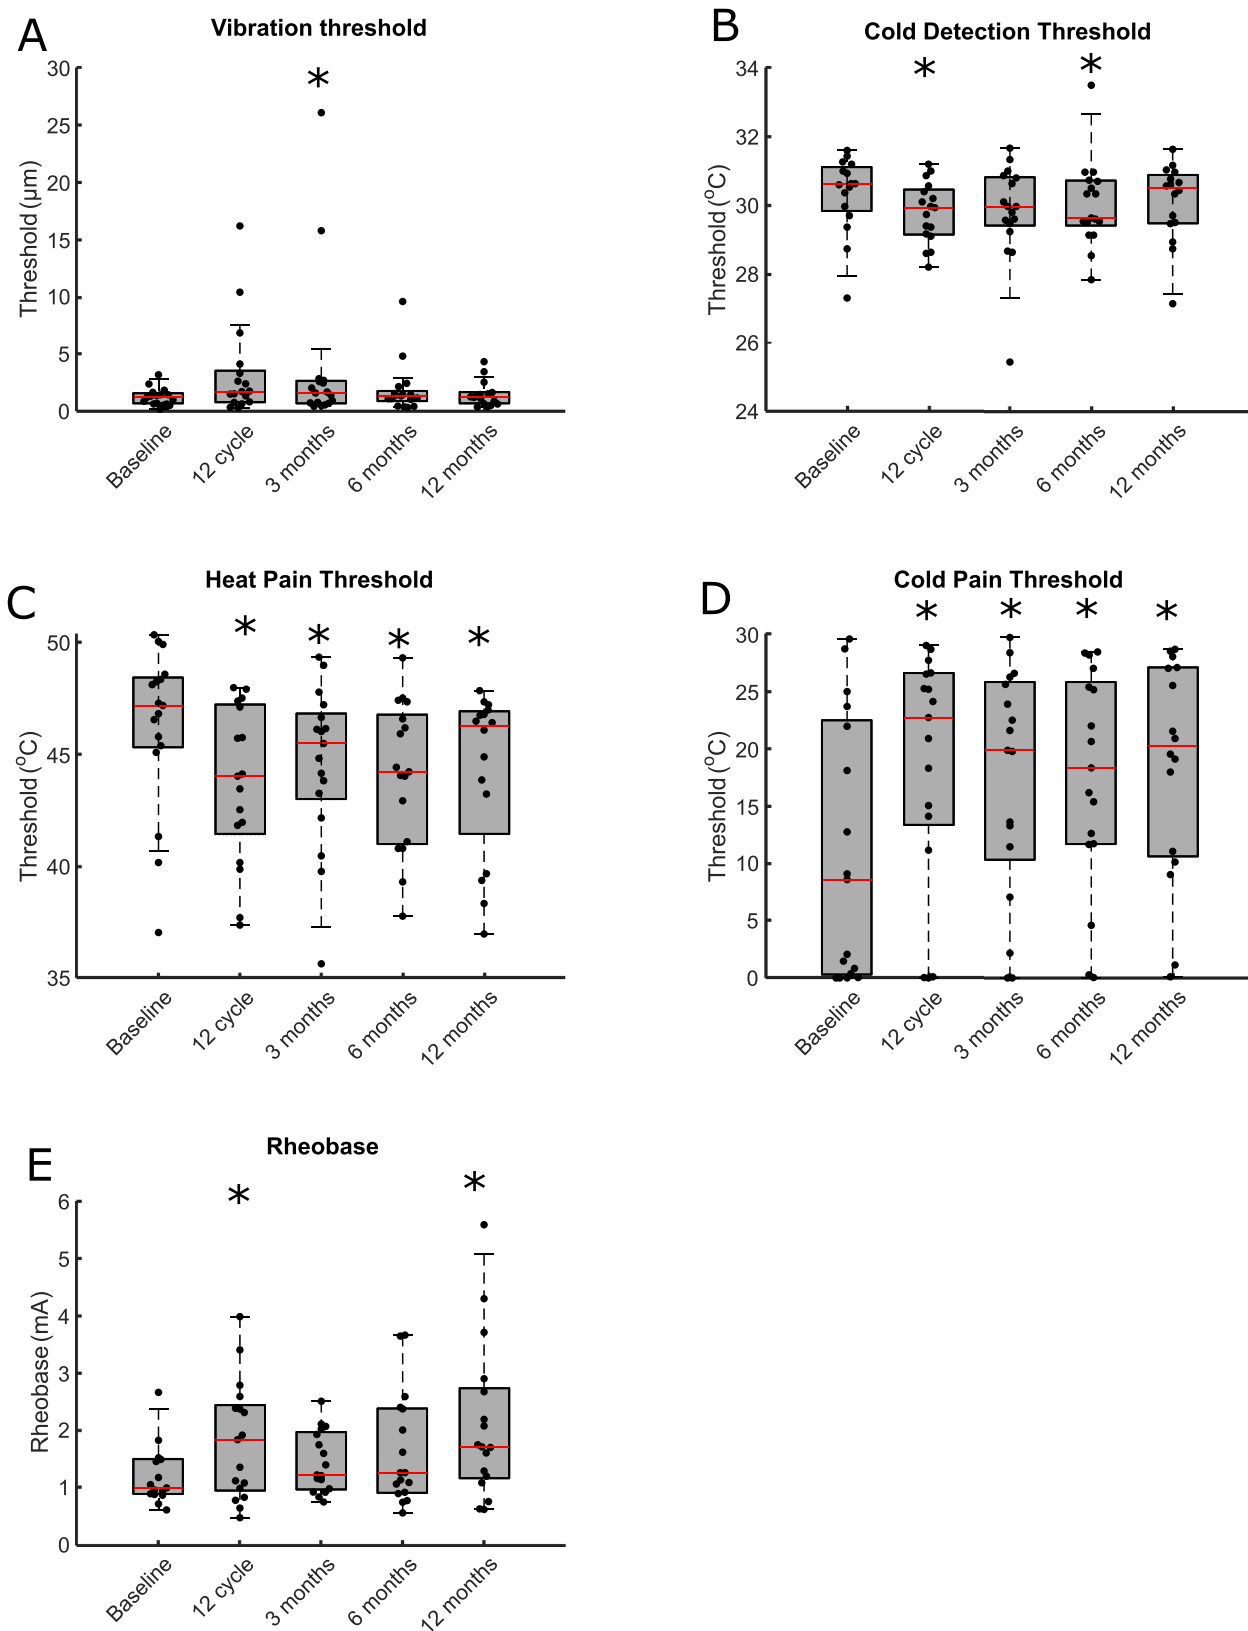 A
Vibration threshold
*
Threshold (µm)
30
25
20
15
10
5
0
Baseline
12 cycle
3 months
6 months
12 months
B
Cold Detection Threshold
* *
Threshold (°C)
34
32
30
28
26
24
Baseline
12 cycle
3 months
6 months
12 months
C
Heat Pain Threshold
* * * *
Threshold (°C)
50
45
40
35
Baseline
12 cycle
3 months
6 months
12 months
D
Cold Pain Threshold
* * * *
Threshold (°C)
30
25
20
15
10
5
0
Baseline
12 cycle
3 months
6 months
12 months
E
Rheobase
* *
Rheobase (mA)
6
5
4
3
2
1
0
Baseline
12 cycle
3 months
6 months
12 months